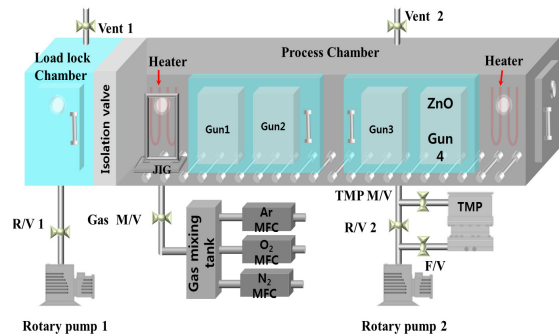 Vent 1
Vent 2
Load lock
Chamber
Isolation valve
Heater
Process Chamber
Heater
Gun1
Gun2
Gun3
ZnO
Gun
4
JIG
R/V 1
Gas M/V
Gas mixing
tank
Ar
MFC
O₂
MFC
N₂
MFC
TMP M/V
TMP
R/V 2
F/V
Rotary pump 1
Rotary pump 2